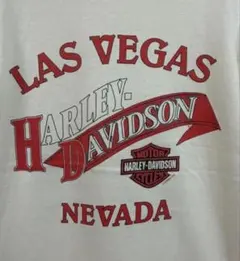 LAS VEGAS
HARLEY-
DAVIDSON
MOTOR
HARLEY-DAVIDSON
CYCLES
NEVADA